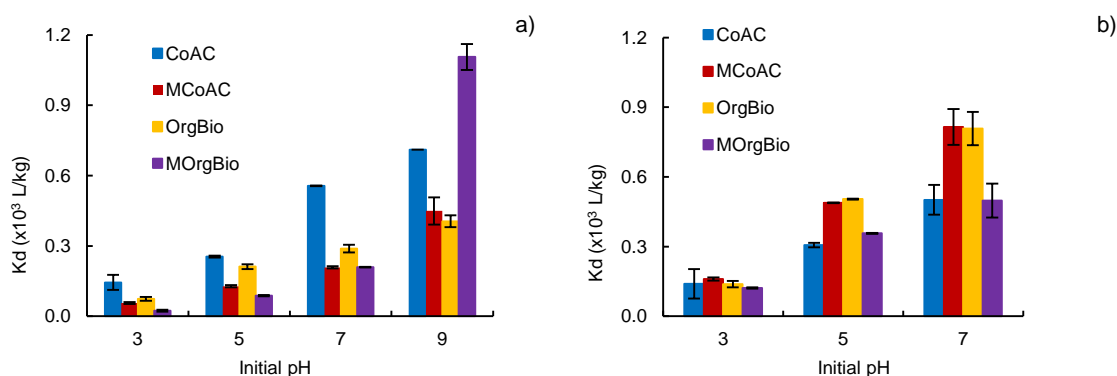 a)
Kd (x10³ L/kg)
1.2
0.9
0.6
0.3
0.0
CoAC
MCoAC
OrgBio
MOrgBio
3 5 7 9
Initial pH
b)
Kd (x10³ L/kg)
1.2
0.9
0.6
0.3
0.0
CoAC
MCoAC
OrgBio
MOrgBio
3 5 7
Initial pH